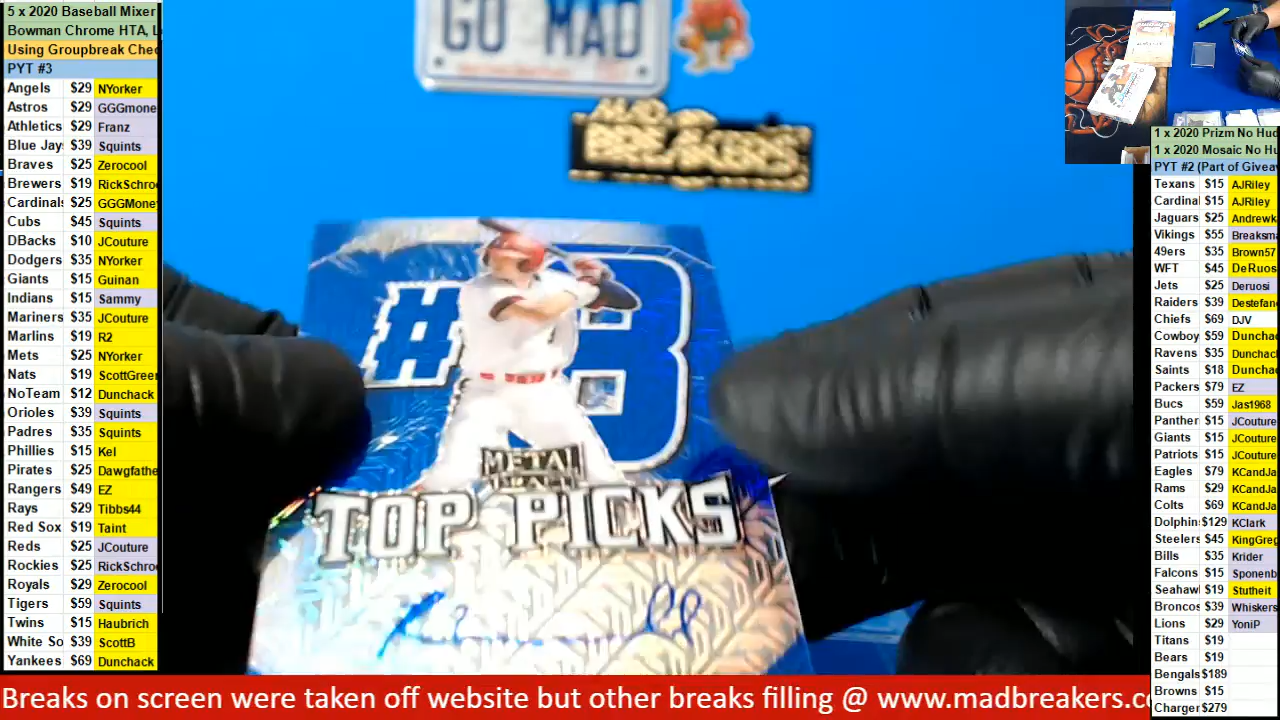 5 x 2020 Baseball Mixer
Bowman Chrome HTA, L
Using Groupbreak Chec
PYT #3
Angels $29 NYorker
Astros $29 GGGmone
Athletics $29 Franz
Blue Jay $39 Squints
Braves $25 Zerocool
Brewers $19 RickSchro
Cardinals $25 GGGMone
Cubs $45 Squints
DBacks $10 JCouture
Dodgers $35 NYorker
Giants $15 Guinan
Indians $15 Sammy
Mariners $35 JCouture
Marlins $19 R2
Mets $25 NYorker
Nats $19 ScottGreen
NoTeam $12 Dunchack
Orioles $39 Squints
Padres $35 Squints
Phillies $15 Kel
Pirates $25 Dawgfathe
Rangers $49 EZ
Rays $29 Tibbs44
Red Sox $19 Taint
Reds $25 JCouture
Rockies $25 RickSchro
Royals $29 Zerocool
Tigers $59 Squints
Twins $15 Haubrich
White So $39 ScottB
Yankees $69 Dunchack
GO MAD
MAD
BREAKERS
#3
METAL
DRAFT
TOP PICKS
1 x 2020 Prizm No Hud
1 x 2020 Mosaic No Hu
PYT #2 (Part of Giveav
Texans $15 AJRiley
Cardinal $15 AJRiley
Jaguars $25 Andrewk
Vikings $55 Breaksma
49ers $35 Brown57
WFT $45 DeRuos
Jets $25 Deruosi
Raiders $39 Destefan
Chiefs $69 DJV
Cowboy $59 Dunchac
Ravens $35 Dunchack
Saints $18 Dunchac
Packers $79 EZ
Bucs $59 Jas1968
Panther $15 JCouture
Giants $15 JCouture
Patriots $15 JCouture
Eagles $79 KCandJa
Rams $29 KCandJa
Colts $69 KCandJa
Dolphin $129 KClark
Steelers $45 KingGreg
Bills $35 Krider
Falcons $15 Sponenb
Seahaw $19 Stutheit
Broncos $39 Whiskers
Lions $29 YoniP
Titans $19
Bears $19
Bengals $189
Browns $15
Charger $279
Breaks on screen were taken off website but other breaks filling @ www.madbreakers.c